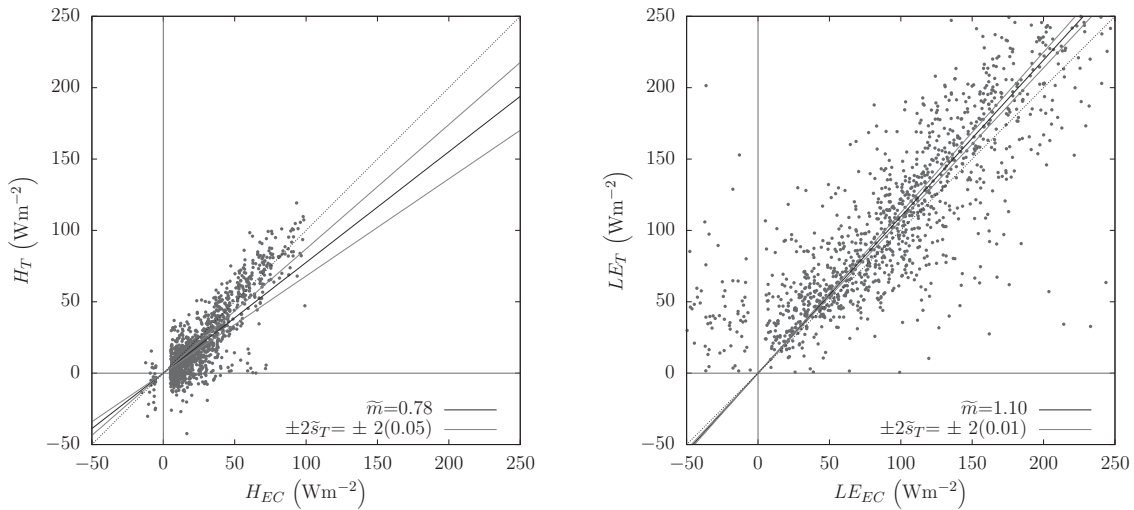 250
200
150
100
50
0
−50
−50 0 50 100 150 200 250
H_T (Wm⁻²)
H_EC (Wm⁻²)
m̃=0.78
±2s̃_T= ± 2(0.05)
250
200
150
100
50
0
−50
−50 0 50 100 150 200 250
LE_T (Wm⁻²)
LE_EC (Wm⁻²)
m̃=1.10
±2s̃_T= ± 2(0.01)